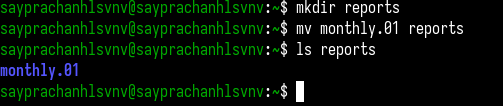 sayprachanhlsvnv@sayprachanhlsvnv:~$ mkdir reports
sayprachanhlsvnv@sayprachanhlsvnv:~$ mv monthly.01 reports
sayprachanhlsvnv@sayprachanhlsvnv:~$ ls reports
monthly.01
sayprachanhlsvnv@sayprachanhlsvnv:~$